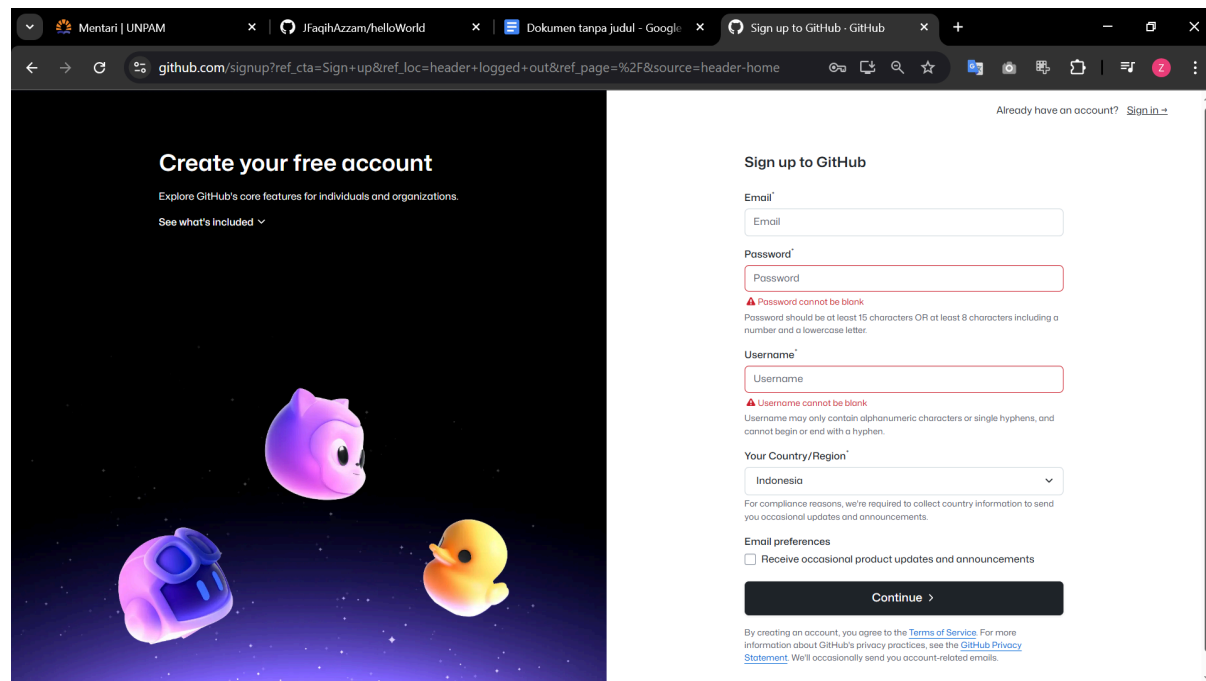 Mentari | UNPAM
JFaqihAzzam/helloWorld
Dokumen tanpa judul - Google
Sign up to GitHub · GitHub
github.com/signup?ref_cta=Sign+up&ref_loc=header+logged+out&ref_page=%2F&source=header-home
Z
Already have an account? Sign in →
Create your free account
Explore GitHub's core features for individuals and organizations.
See what's included
Sign up to GitHub
Email*
Email
Password*
Password
Password cannot be blank
Password should be at least 15 characters OR at least 8 characters including a
number and a lowercase letter.
Username*
Username
Username cannot be blank
Username may only contain alphanumeric characters or single hyphens, and
cannot begin or end with a hyphen.
Your Country/Region*
Indonesia
For compliance reasons, we're required to collect country information to send
you occasional updates and announcements.
Email preferences
Receive occasional product updates and announcements
Continue >
By creating an account, you agree to the Terms of Service. For more
information about GitHub's privacy practices, see the GitHub Privacy
Statement. We'll occasionally send you account-related emails.